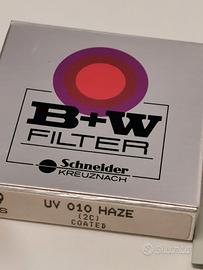 B+W
FILTER
Schneider
KREUZNACH
UV 010 HAZE
(2C)
COATED